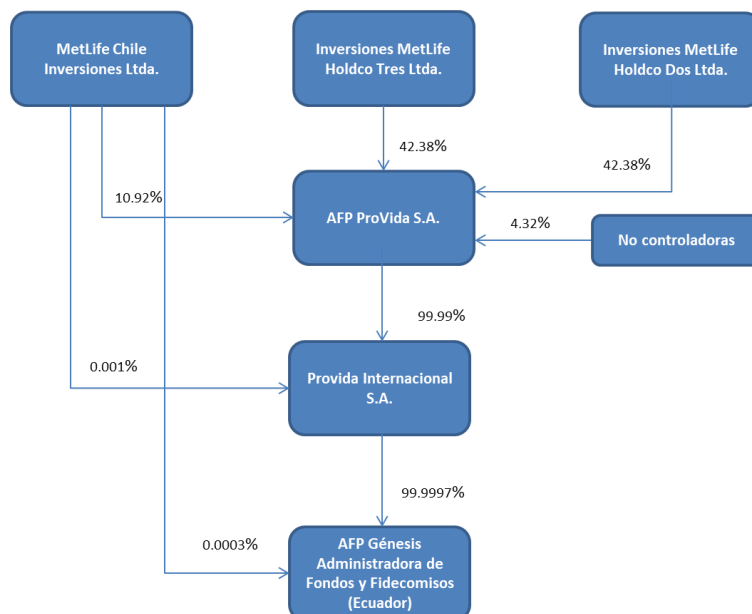 MetLife Chile
Inversiones Ltda.
Inversiones MetLife
Holdco Tres Ltda.
Inversiones MetLife
Holdco Dos Ltda.
42.38%
42.38%
10.92%
AFP ProVida S.A.
4.32%
No controladoras
99.99%
0.001%
Provida Internacional
S.A.
99.9997%
0.0003%
AFP Génesis
Administradora de
Fondos y Fidecomisos
(Ecuador)